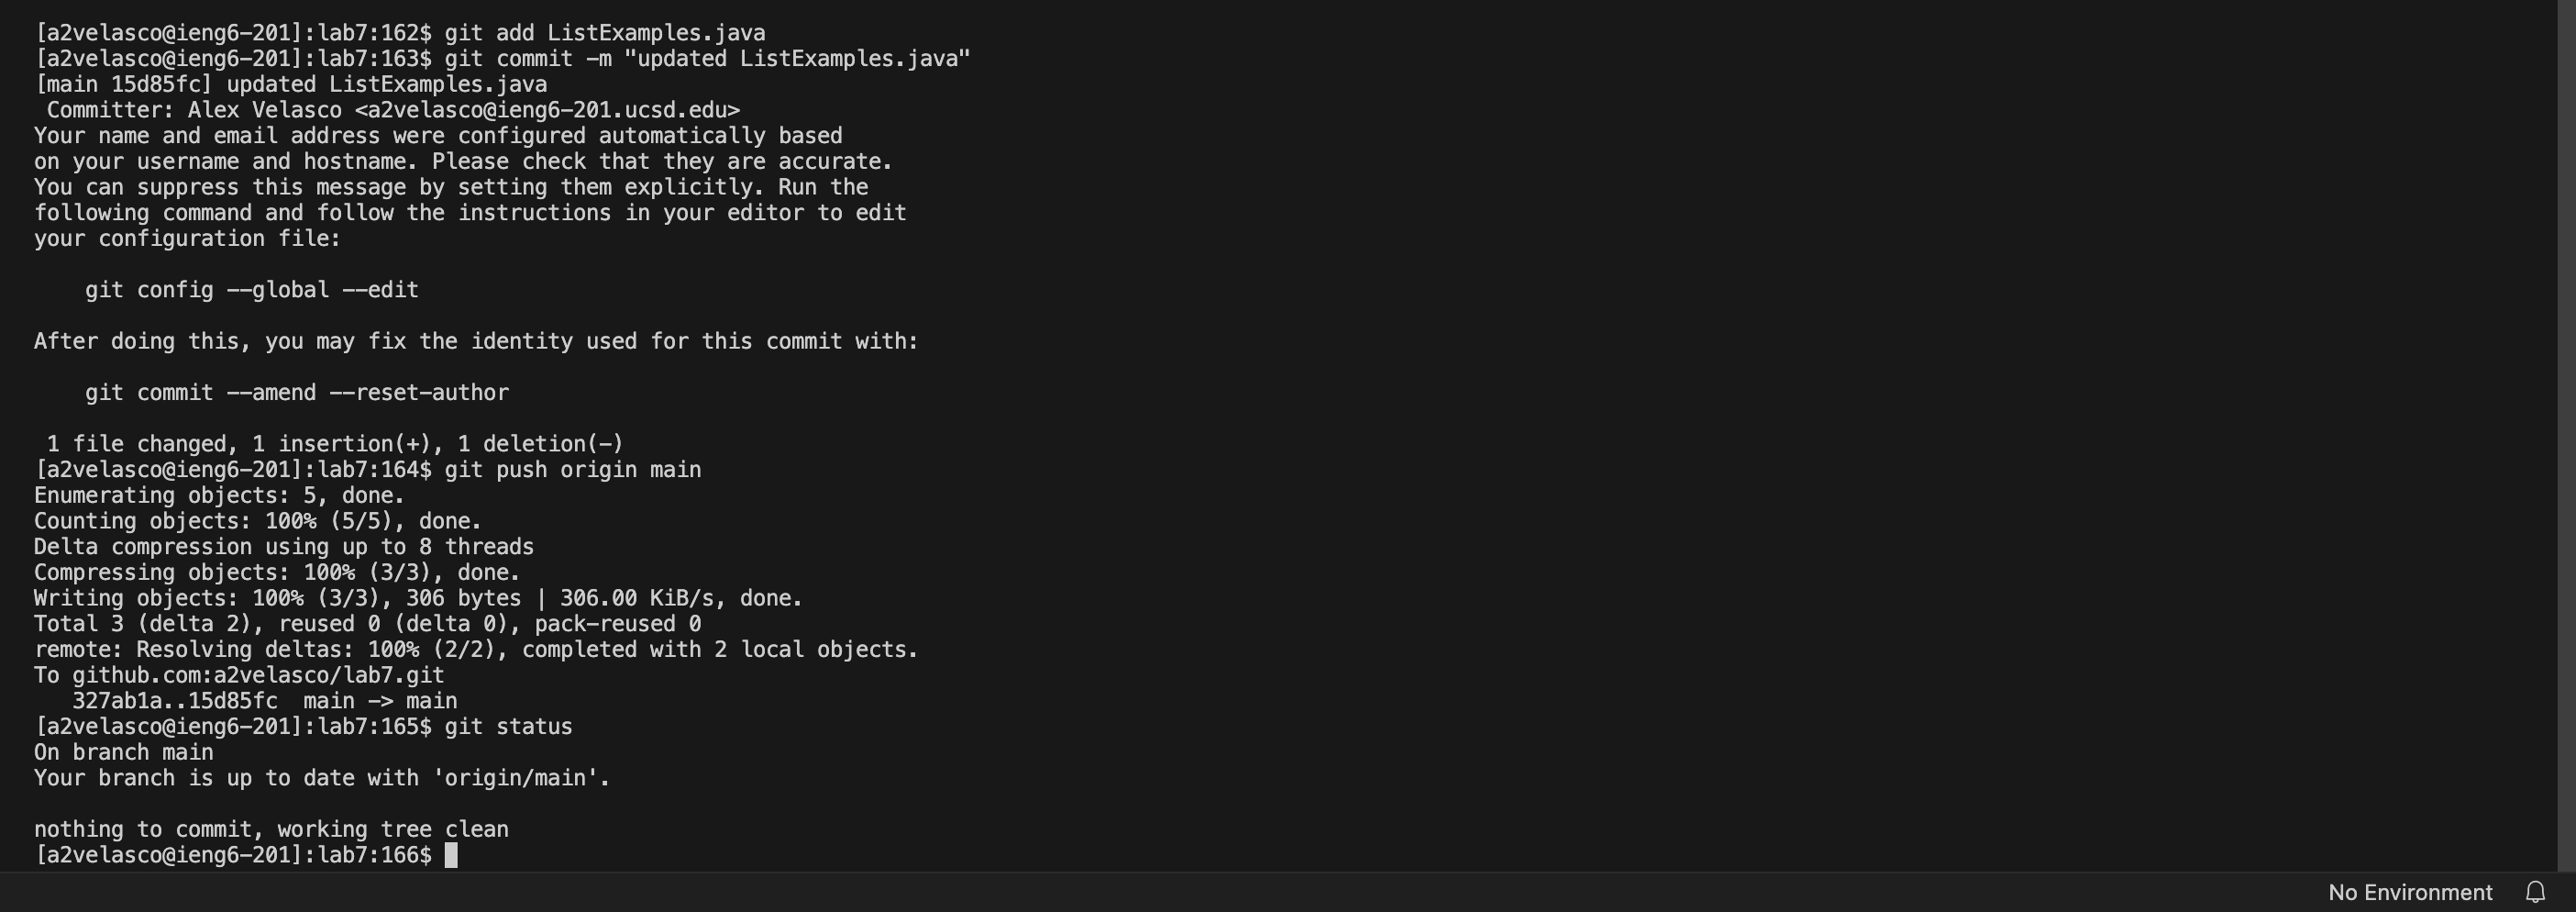 [a2velasco@ieng6-201]:lab7:162$ git add ListExamples.java
[a2velasco@ieng6-201]:lab7:163$ git commit -m "updated ListExamples.java"
[main 15d85fc] updated ListExamples.java
 Committer: Alex Velasco <a2velasco@ieng6-201.ucsd.edu>
Your name and email address were configured automatically based
on your username and hostname. Please check that they are accurate.
You can suppress this message by setting them explicitly. Run the
following command and follow the instructions in your editor to edit
your configuration file:

    git config --global --edit

After doing this, you may fix the identity used for this commit with:

    git commit --amend --reset-author

 1 file changed, 1 insertion(+), 1 deletion(-)
[a2velasco@ieng6-201]:lab7:164$ git push origin main
Enumerating objects: 5, done.
Counting objects: 100% (5/5), done.
Delta compression using up to 8 threads
Compressing objects: 100% (3/3), done.
Writing objects: 100% (3/3), 306 bytes | 306.00 KiB/s, done.
Total 3 (delta 2), reused 0 (delta 0), pack-reused 0
remote: Resolving deltas: 100% (2/2), completed with 2 local objects.
To github.com:a2velasco/lab7.git
   327ab1a..15d85fc  main -> main
[a2velasco@ieng6-201]:lab7:165$ git status
On branch main
Your branch is up to date with 'origin/main'.

nothing to commit, working tree clean
[a2velasco@ieng6-201]:lab7:166$
No Environment